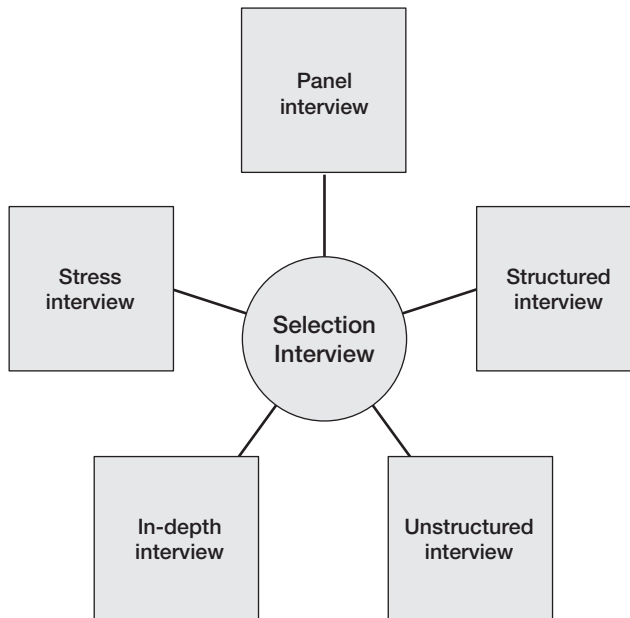 Panel
interview
Stress
interview
Structured
interview
Selection
Interview
In-depth
interview
Unstructured
interview